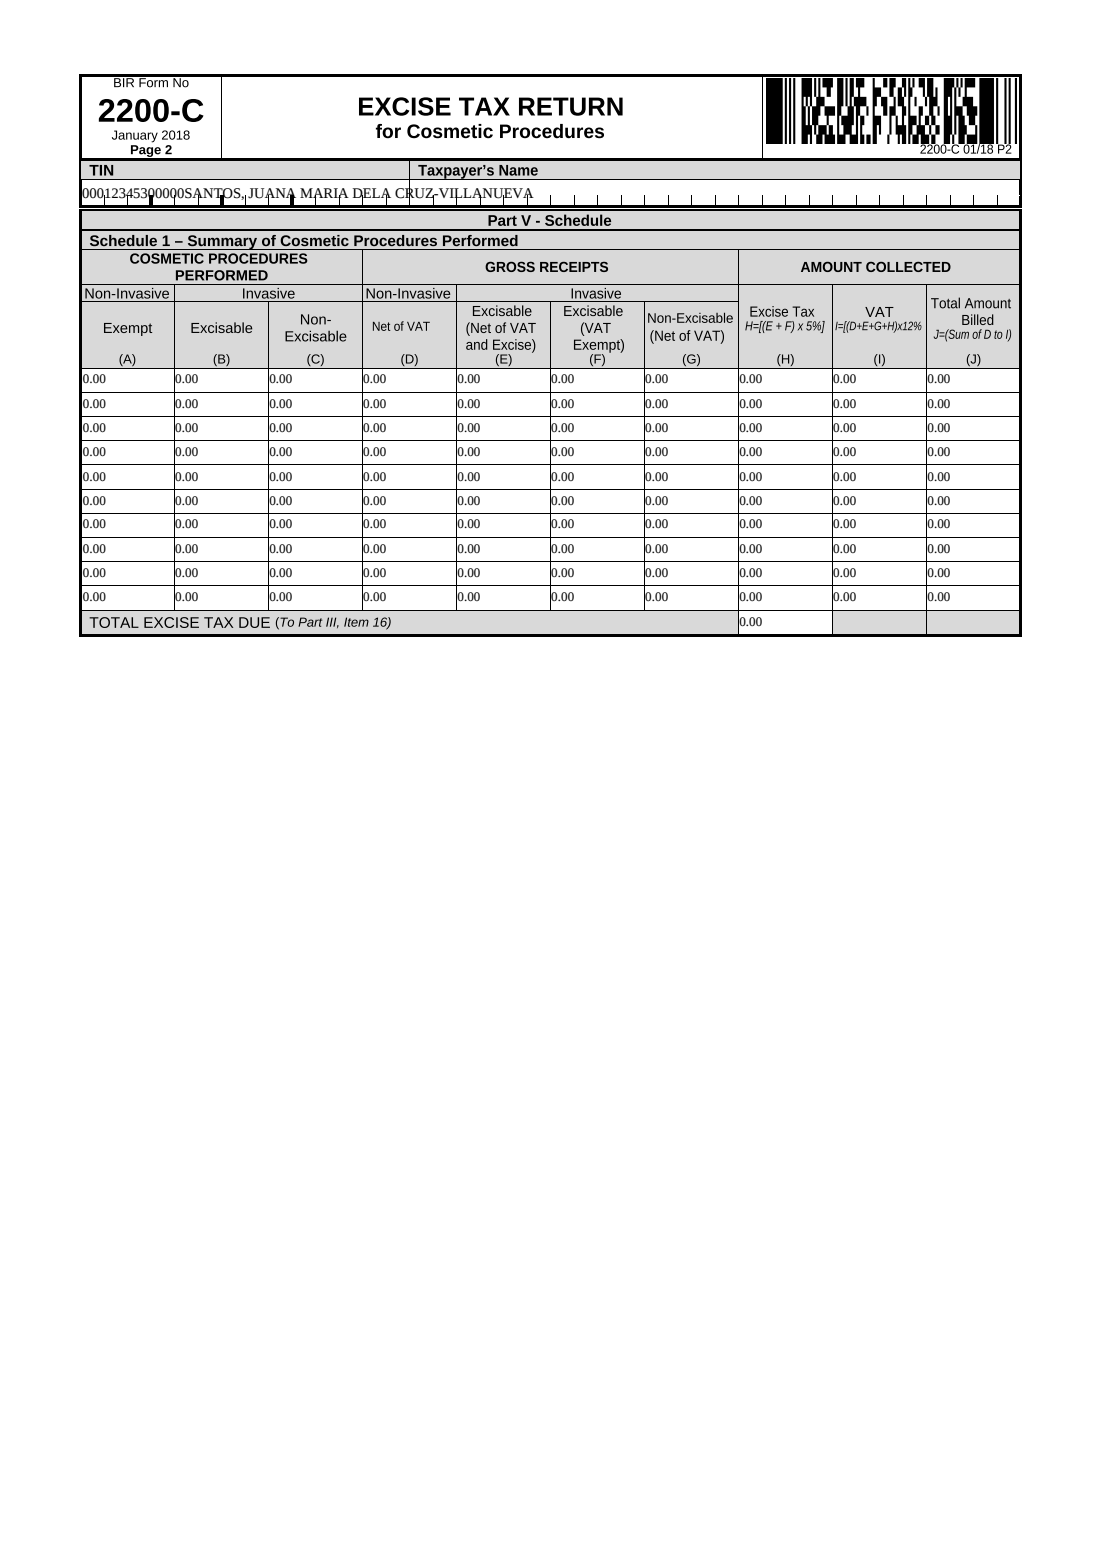 BIR Form No
2200-C
January 2018
Page 2
EXCISE TAX RETURN
for Cosmetic Procedures
2200-C 01/18 P2
TIN Taxpayer's Name
00012345300000SANTOS, JUANA MARIA DELA CRUZ-VILLANUEVA
Part V - Schedule
Schedule 1 – Summary of Cosmetic Procedures Performed
COSMETIC PROCEDURES PERFORMED GROSS RECEIPTS AMOUNT COLLECTED
Non-Invasive Invasive Non-Invasive Invasive
Exempt (A)
Excisable (B)
Non-Excisable (C)
Net of VAT (D)
Excisable (Net of VAT and Excise) (E)
Excisable (VAT Exempt) (F)
Non-Excisable (Net of VAT) (G)
Excise Tax H=[(E + F) x 5%] (H)
VAT I=[(D+E+G+H)x12% (I)
Total Amount Billed J=(Sum of D to I) (J)
0.00 0.00 0.00 0.00 0.00 0.00 0.00 0.00 0.00 0.00
0.00 0.00 0.00 0.00 0.00 0.00 0.00 0.00 0.00 0.00
0.00 0.00 0.00 0.00 0.00 0.00 0.00 0.00 0.00 0.00
0.00 0.00 0.00 0.00 0.00 0.00 0.00 0.00 0.00 0.00
0.00 0.00 0.00 0.00 0.00 0.00 0.00 0.00 0.00 0.00
0.00 0.00 0.00 0.00 0.00 0.00 0.00 0.00 0.00 0.00
0.00 0.00 0.00 0.00 0.00 0.00 0.00 0.00 0.00 0.00
0.00 0.00 0.00 0.00 0.00 0.00 0.00 0.00 0.00 0.00
0.00 0.00 0.00 0.00 0.00 0.00 0.00 0.00 0.00 0.00
0.00 0.00 0.00 0.00 0.00 0.00 0.00 0.00 0.00 0.00
TOTAL EXCISE TAX DUE (To Part III, Item 16) 0.00